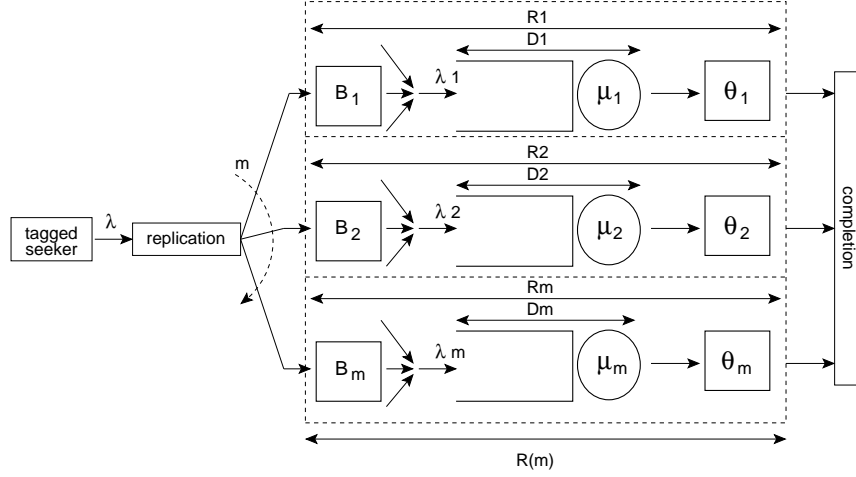 R1
D1
B1
λ 1
μ1
θ1
m
R2
D2
tagged
seeker
λ
replication
B2
λ 2
μ2
θ2
completion
Rm
Dm
Bm
λ m
μm
θm
R(m)